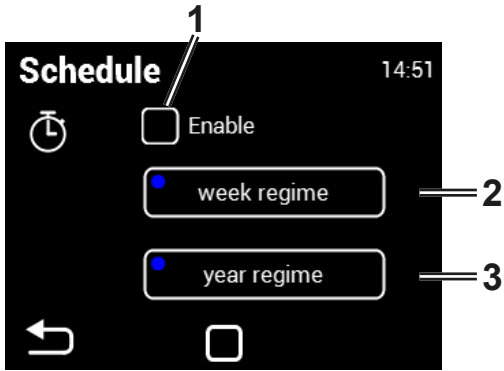 1
Schedule 14:51
Enable
week regime 2
year regime 3